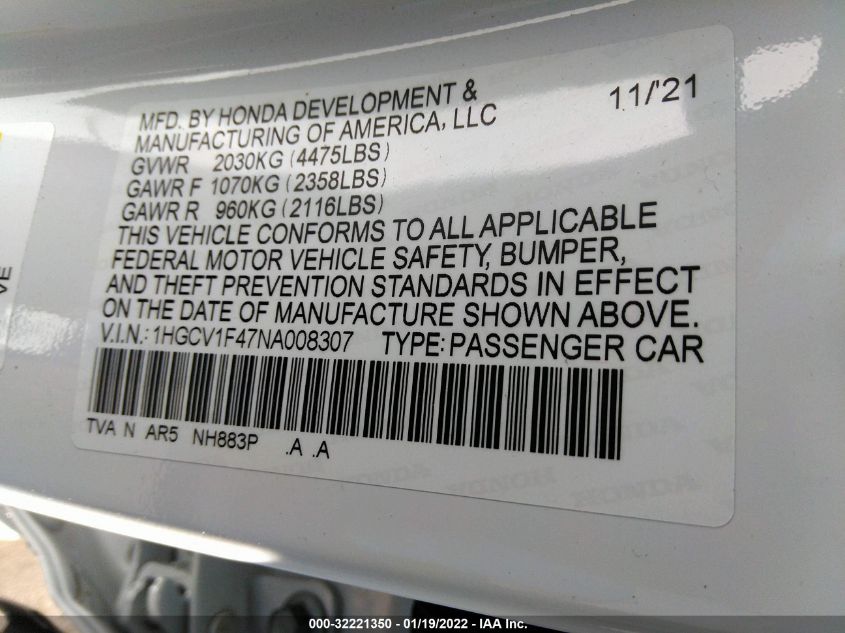 MFD. BY HONDA DEVELOPMENT & 11/'21
MANUFACTURING OF AMERICA, LLC
GVWR 2030KG (4475LBS)
GAWR F 1070KG (2358LBS)
GAWR R 960KG (2116LBS)
THIS VEHICLE CONFORMS TO ALL APPLICABLE
FEDERAL MOTOR VEHICLE SAFETY, BUMPER,
AND THEFT PREVENTION STANDARDS IN EFFECT
ON THE DATE OF MANUFACTURE SHOWN ABOVE.
V.I.N.: 1HGCV1F47NA008307 TYPE: PASSENGER CAR
TVA N AR5 NH883P .A .A
HONDA HONDA
000-32221350 - 01/19/2022 - IAA Inc.